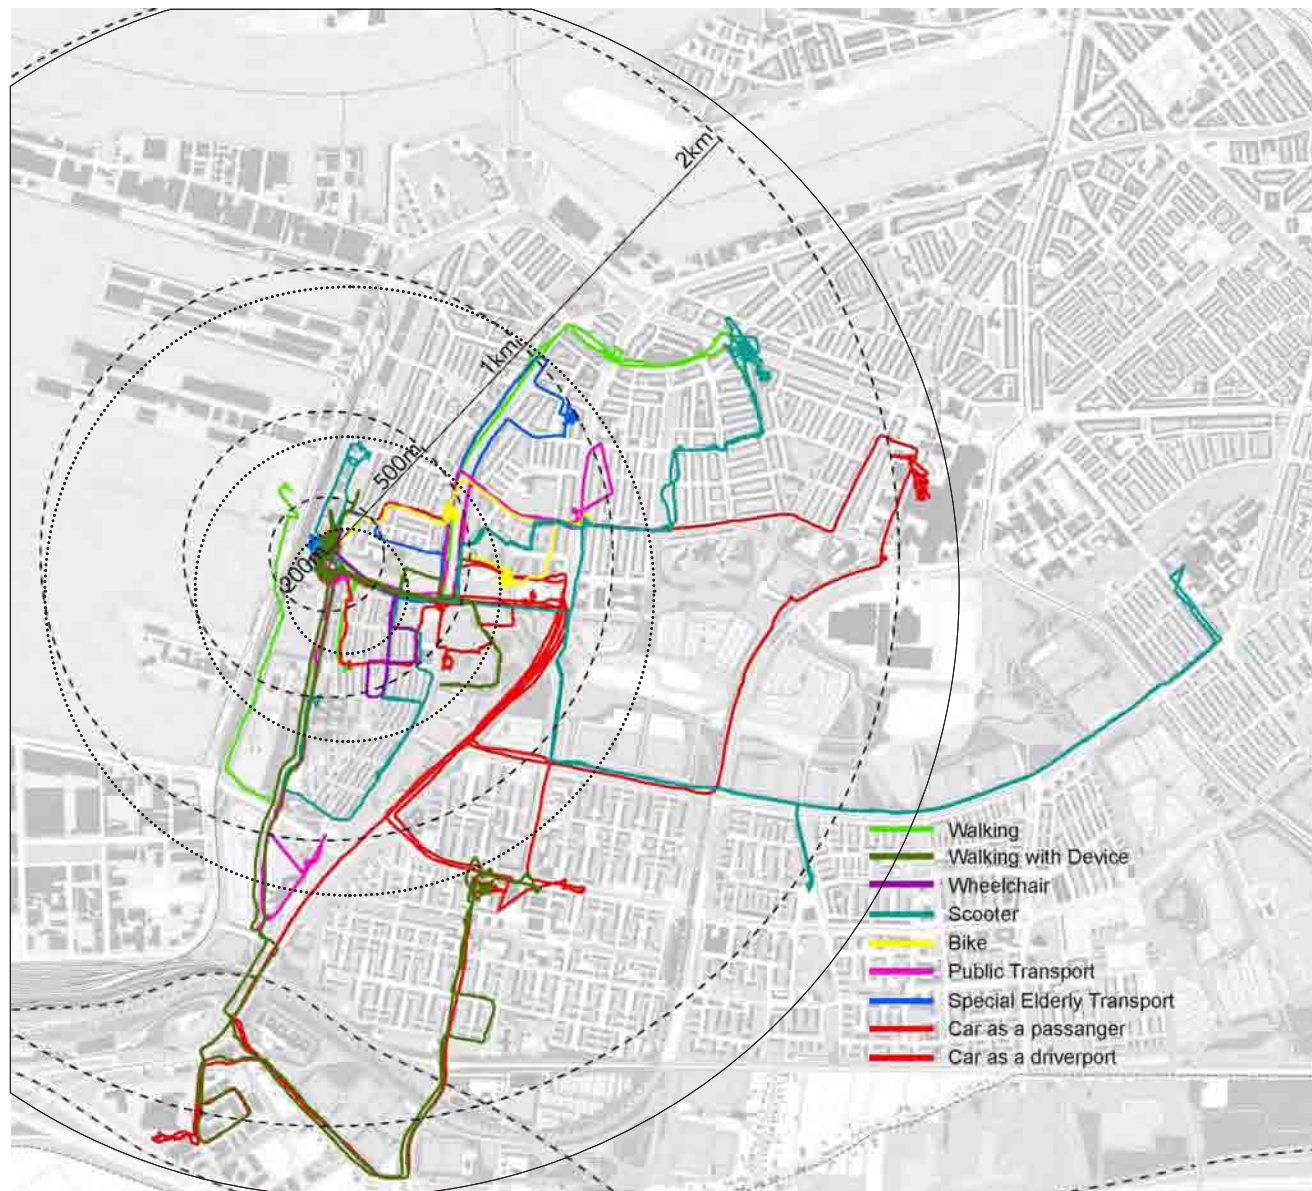 2km
1km
500m
200m
Walking
Walking with Device
Wheelchair
Scooter
Bike
Public Transport
Special Elderly Transport
Car as a passanger
Car as a driverport